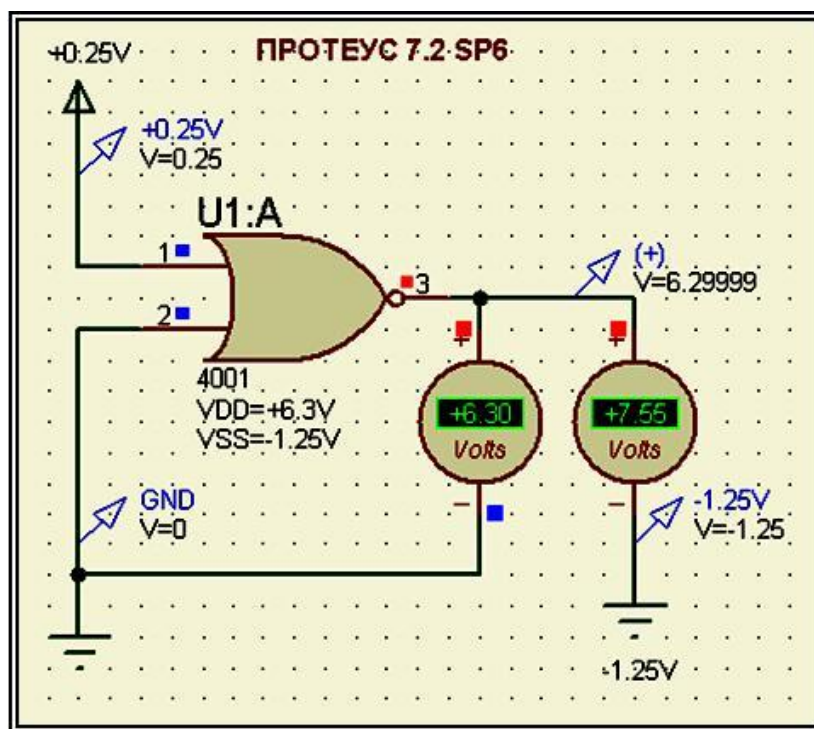 +0.25V
ПРОТЕУС 7.2 SP6
+0.25V
V=0.25
U1:A
1
2
3
(+)
V=6.29999
4001
VDD=+6.3V
VSS=-1.25V
+
+6.30
Volts
−
+
+7.55
Volts
−
GND
V=0
-1.25V
V=-1.25
-1.25V